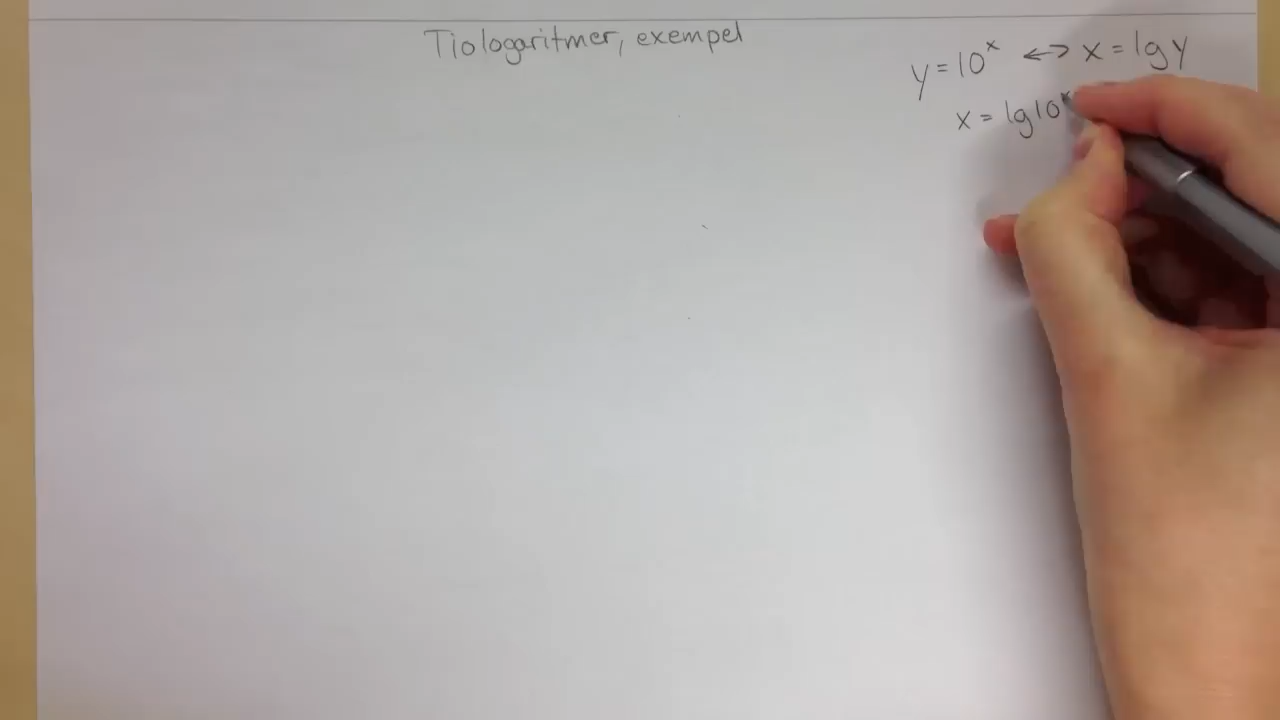 Tiologaritmer, exempel
y = 10^x ↔ x = lg y
x = lg 10^x